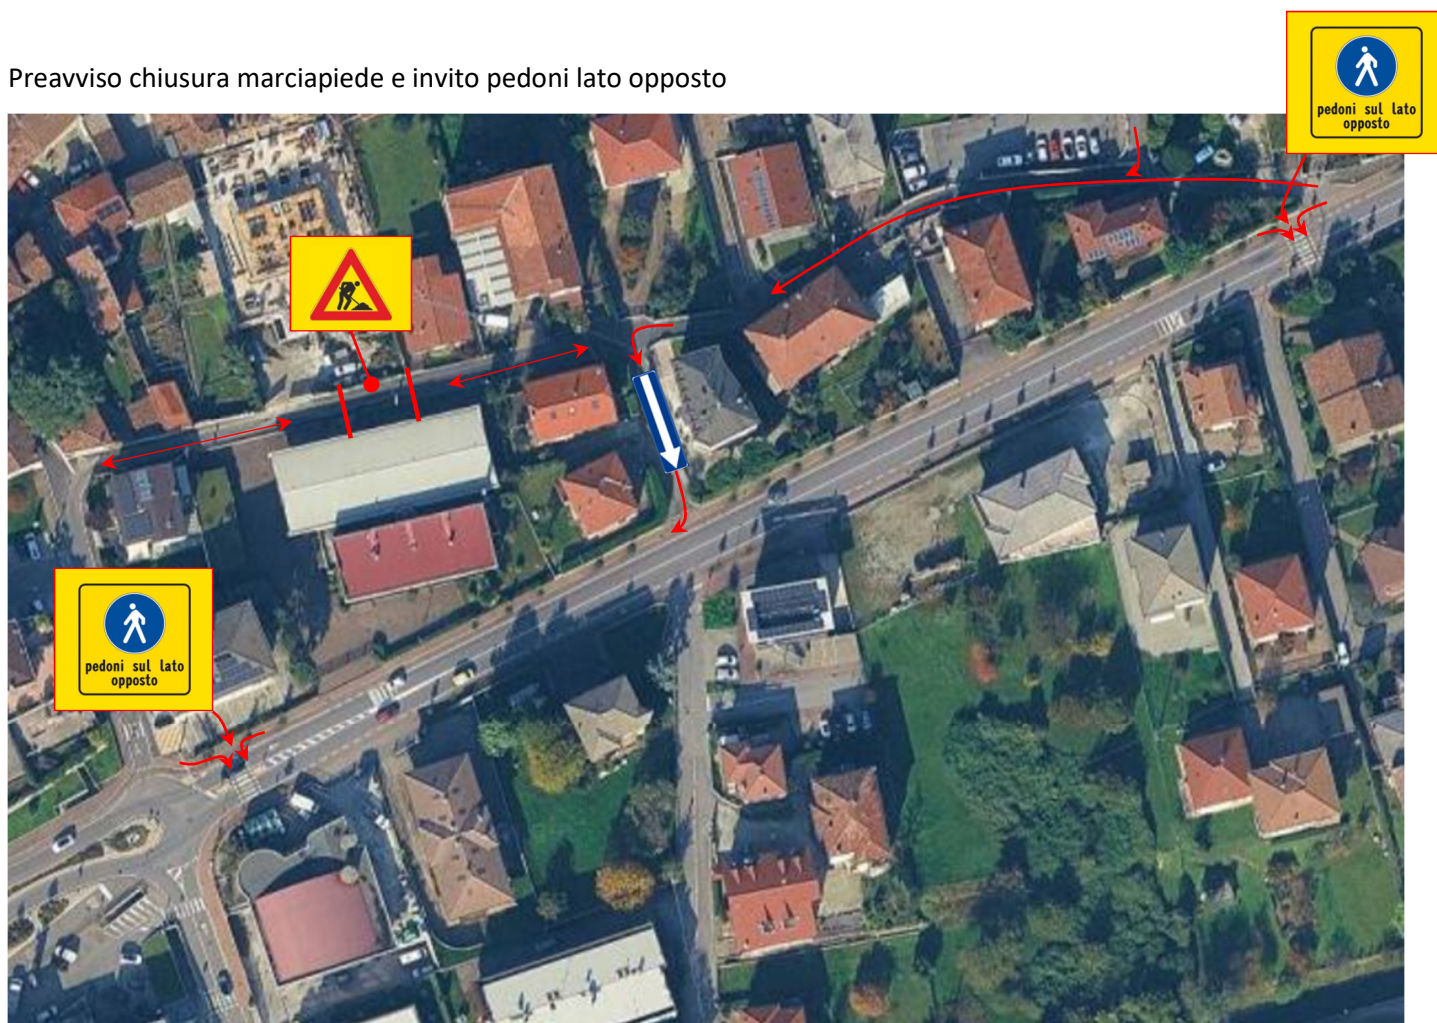 Preavviso chiusura marciapiede e invito pedoni lato opposto
pedoni sul lato
opposto
pedoni sul lato
opposto